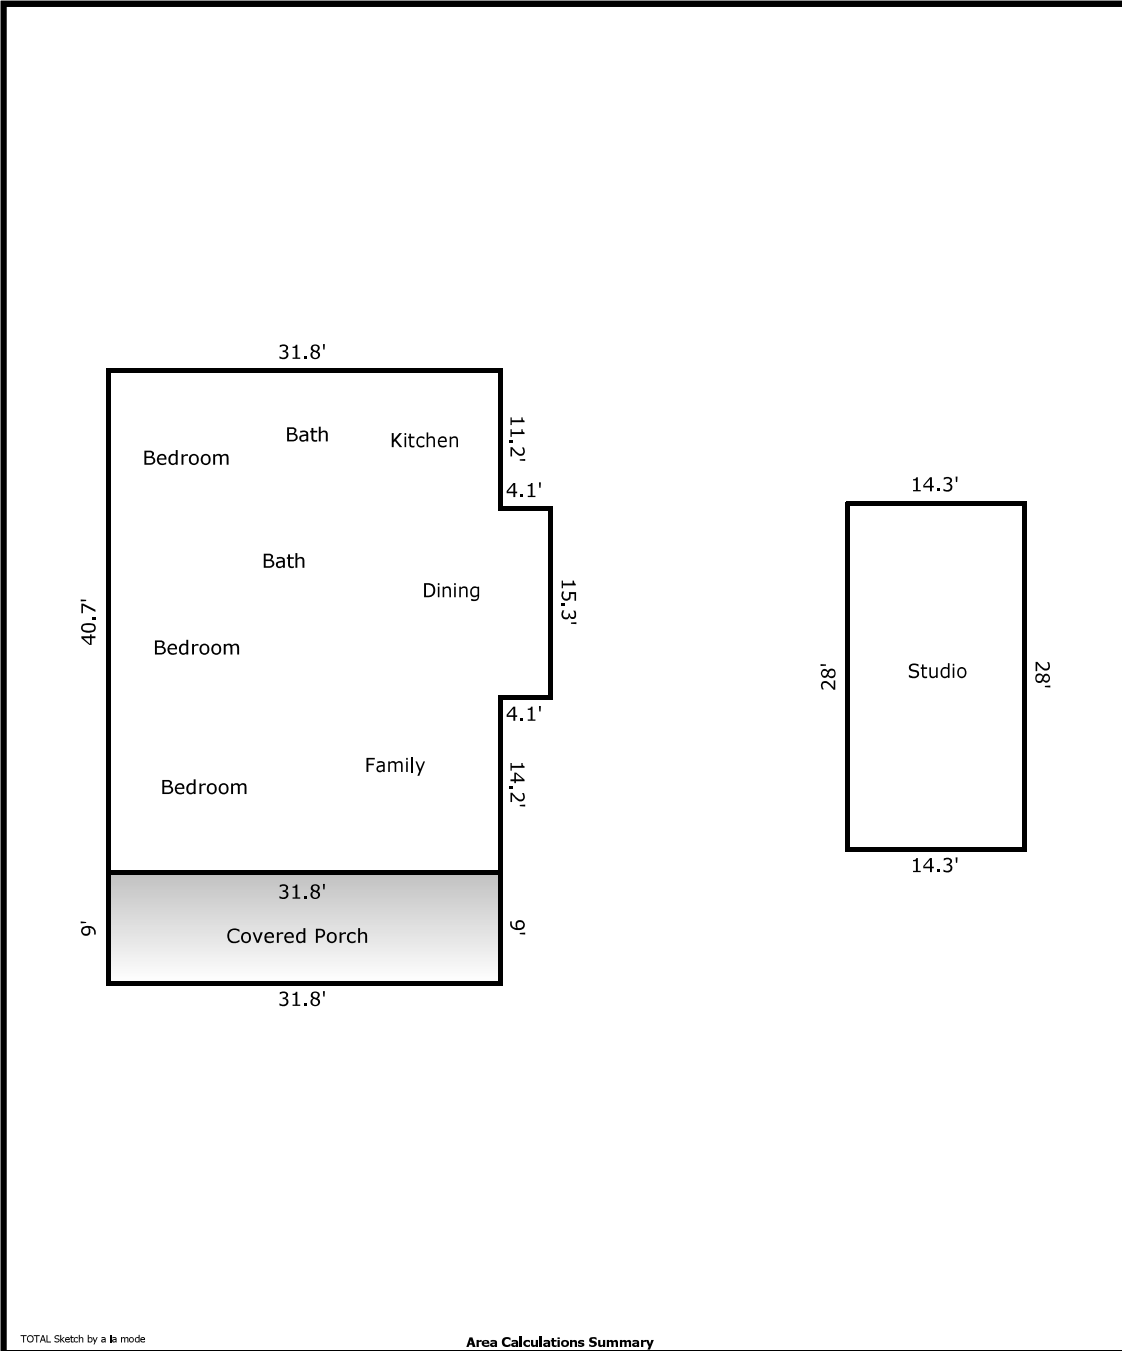 31.8'
Bath
Kitchen
Bedroom
11.2'
4.1'
Bath
Dining
15.3'
40.7'
Bedroom
4.1'
Family
14.2'
Bedroom
31.8'
9'
Covered Porch
9'
31.8'
14.3'
28'
Studio
28'
14.3'
TOTAL Sketch by a la mode
Area Calculations Summary